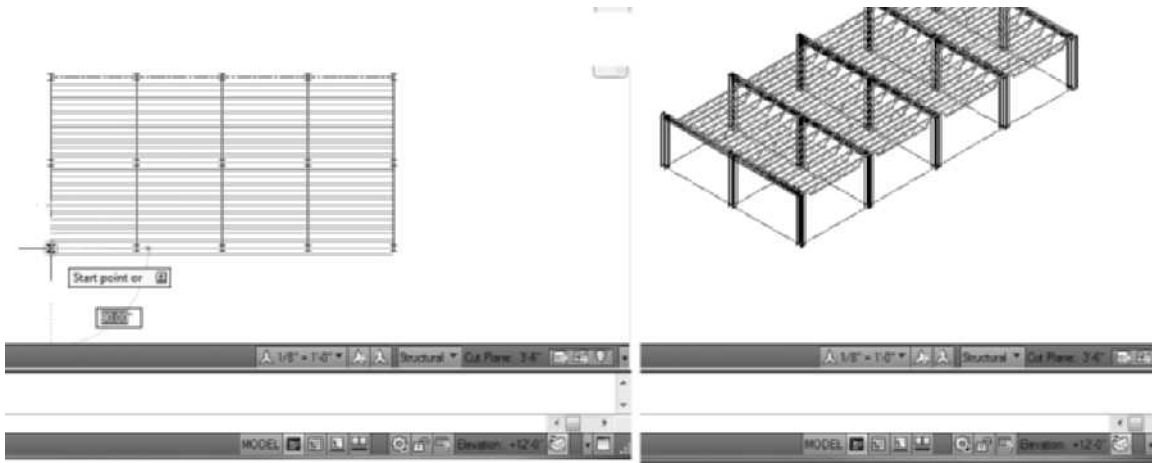 Start point or
1/8" = 1'-0" Structural Cut Plane: 3'-6"
MODEL Elevation: +12'-0"
1/8" = 1'-0" Structural Cut Plane: 3'-6"
MODEL Elevation: +12'-0"